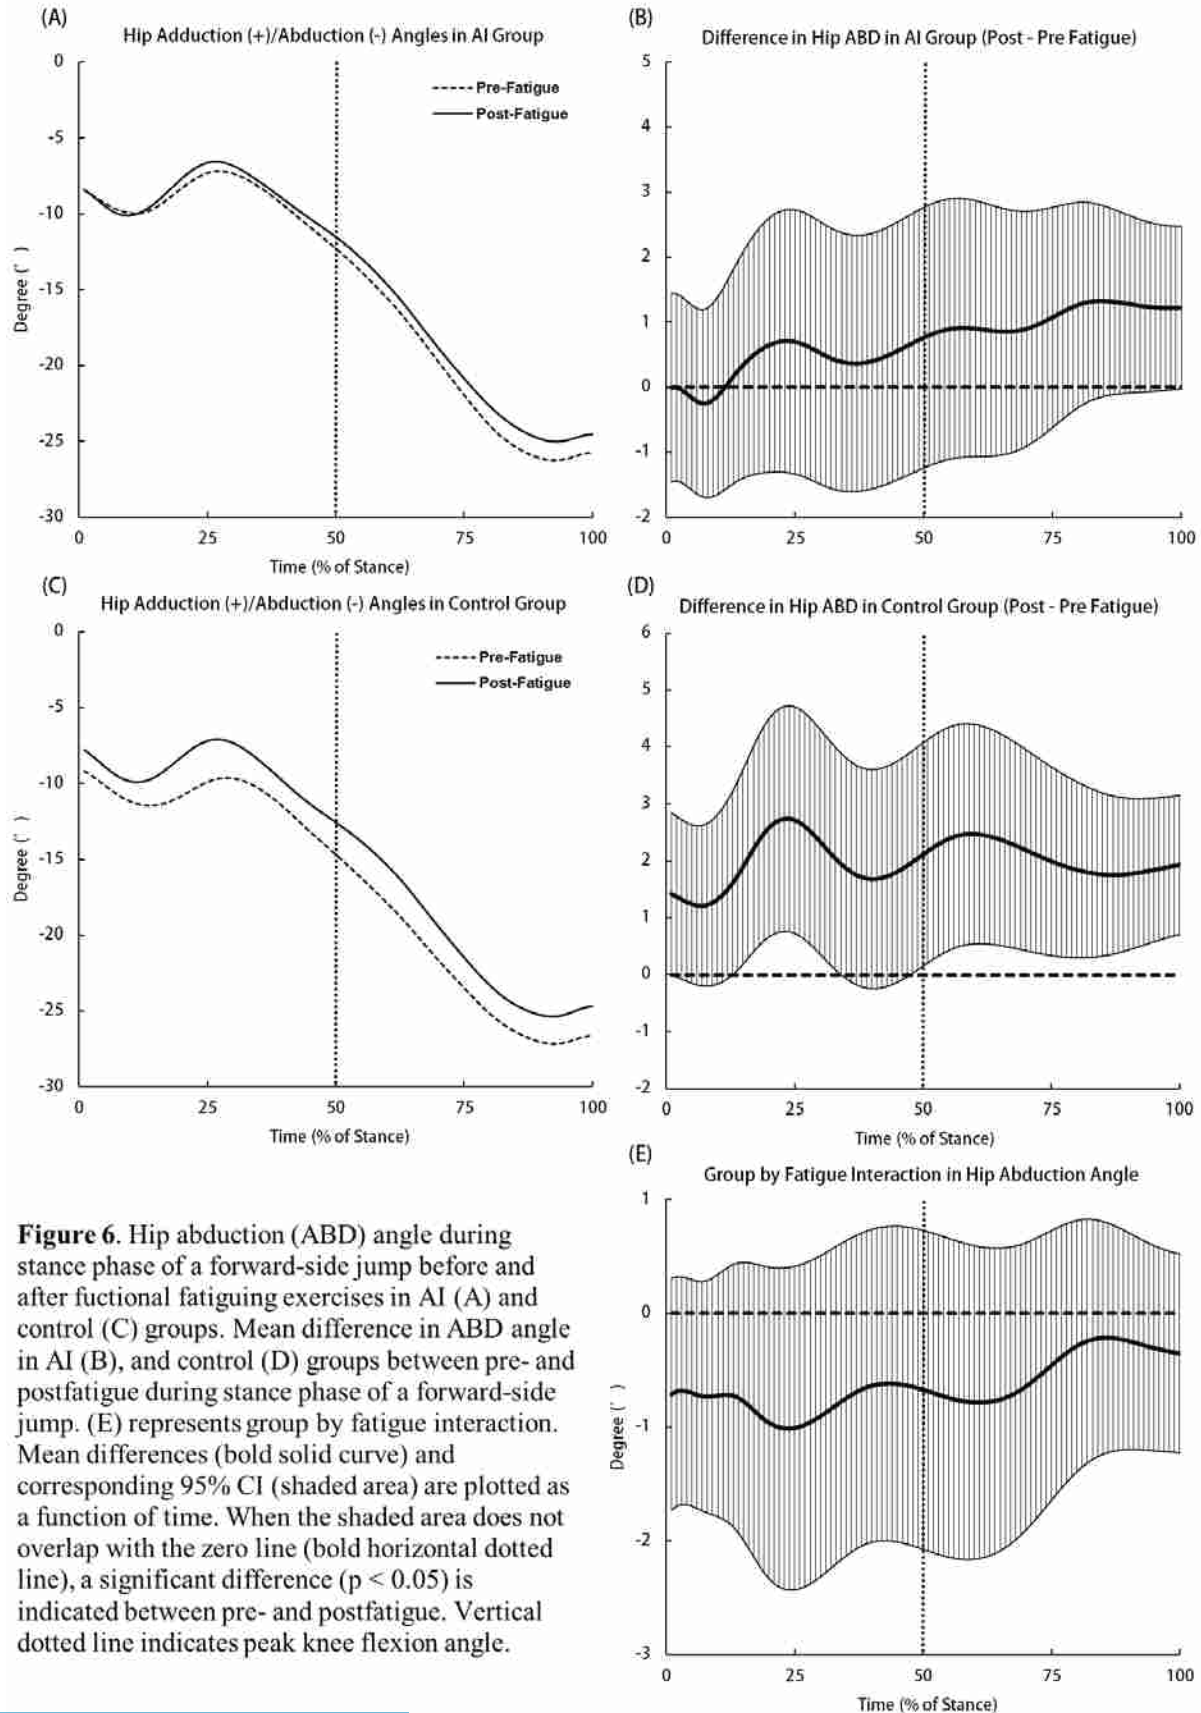 (A)
Hip Adduction (+)/Abduction (-) Angles in AI Group
0
-5
-10
-15
-20
-25
-30
Degree (°)
Pre-Fatigue
Post-Fatigue
0 25 50 75 100
Time (% of Stance)
(B)
Difference in Hip ABD in AI Group (Post - Pre Fatigue)
5
4
3
2
1
0
-1
-2
0 25 50 75 100
(C)
Hip Adduction (+)/Abduction (-) Angles in Control Group
0
-5
-10
-15
-20
-25
-30
Degree (°)
Pre-Fatigue
Post-Fatigue
0 25 50 75 100
Time (% of Stance)
(D)
Difference in Hip ABD in Control Group (Post - Pre Fatigue)
6
5
4
3
2
1
0
-1
-2
0 25 50 75 100
Time (% of Stance)
(E)
Group by Fatigue Interaction in Hip Abduction Angle
1
0
-1
-2
-3
Degree (°)
0 25 50 75 100
Time (% of Stance)
Figure 6. Hip abduction (ABD) angle during
stance phase of a forward-side jump before and
after fuctional fatiguing exercises in AI (A) and
control (C) groups. Mean difference in ABD angle
in AI (B), and control (D) groups between pre- and
postfatigue during stance phase of a forward-side
jump. (E) represents group by fatigue interaction.
Mean differences (bold solid curve) and
corresponding 95% CI (shaded area) are plotted as
a function of time. When the shaded area does not
overlap with the zero line (bold horizontal dotted
line), a significant difference (p < 0.05) is
indicated between pre- and postfatigue. Vertical
dotted line indicates peak knee flexion angle.